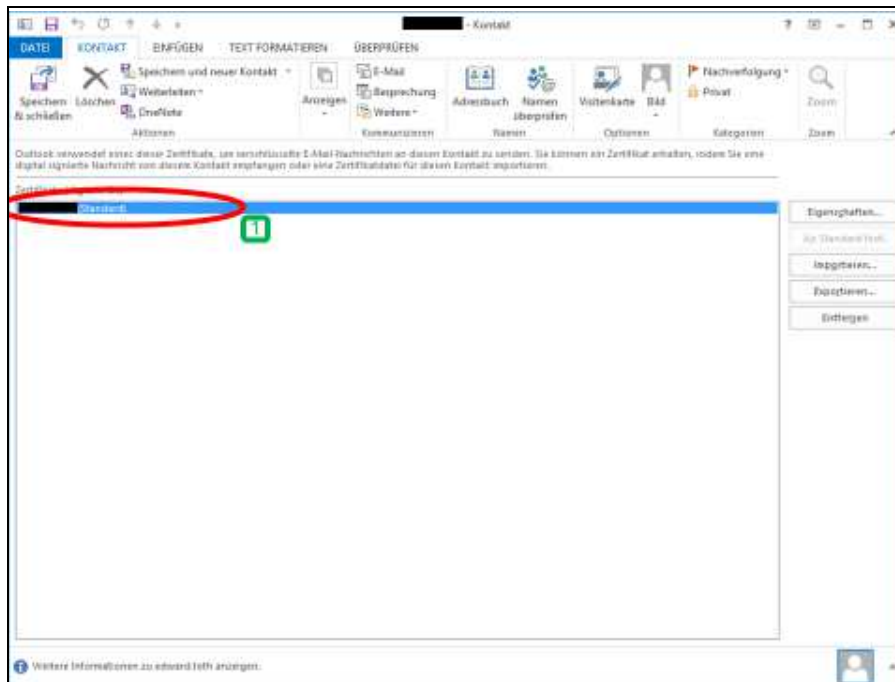 - Kontakt
DATEI KONTAKT EINFÜGEN TEXT FORMATIEREN ÜBERPRÜFEN
Speichern & schließen
Löschen
Speichern und neuer Kontakt
Weiterleiten
OneNote
Aktionen
Anzeigen
E-Mail
Besprechung
Weitere
Kommunizieren
Adressbuch
Namen überprüfen
Namen
Visitenkarte
Bild
Optionen
Nachverfolgung
Privat
Kategorien
Zoom
Zoom
Outlook verwendet eines dieser Zertifikate, um verschlüsselte E-Mail-Nachrichten an diesen Kontakt zu senden. Sie können ein Zertifikat erhalten, indem Sie eine
digital signierte Nachricht von diesem Kontakt empfangen oder eine Zertifikatdatei für diesen Kontakt importieren.
1
Eigenschaften...
Importieren...
Exportieren...
Entfernen
Weitere Informationen zu edward.toth anzeigen.